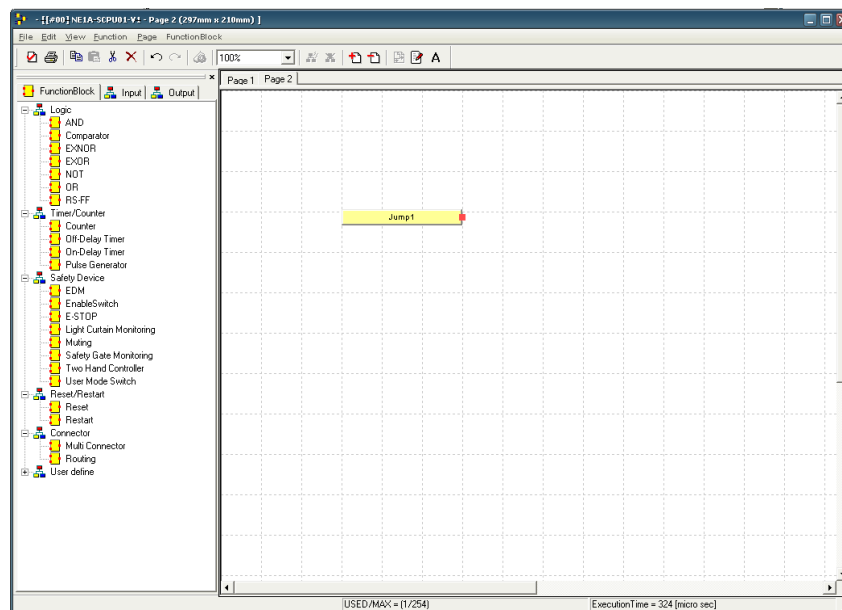 - [[#00] NE1A-SCPU01-V1 - Page 2 (297mm x 210mm) ]
File Edit View Function Page FunctionBlock
100% A
FunctionBlock Input Output
Page 1 Page 2
Logic
AND
Comparator
EXNOR
EXOR
NOT
OR
RS-FF
Timer/Counter
Counter
Off-Delay Timer
On-Delay Timer
Pulse Generator
Safety Device
EDM
EnableSwitch
E-STOP
Light Curtain Monitoring
Muting
Safety Gate Monitoring
Two Hand Controller
User Mode Switch
Reset/Restart
Reset
Restart
Connector
Multi Connector
Routing
User define
Jump1
USED/MAX = (1/254) ExecutionTime = 324 [micro sec]